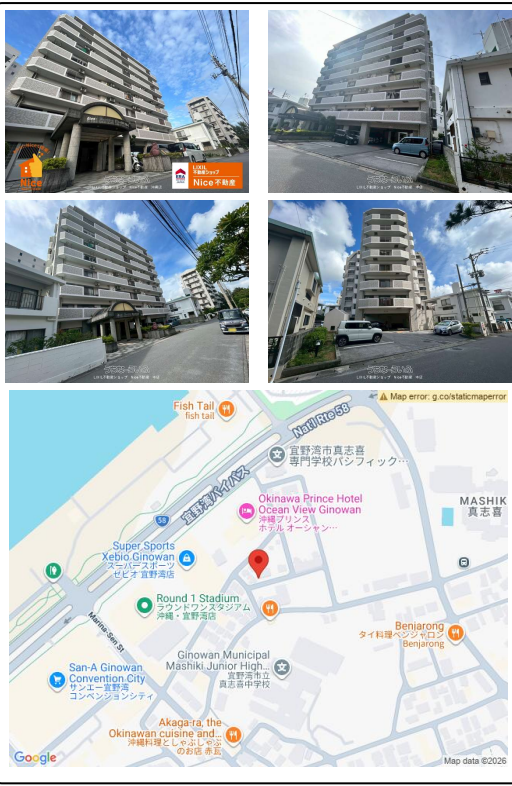 Nice
LIXIL
不動産ショップ
ERA
Nice不動産
Map error: g.co/staticmaperror
Fish Tail
fish tail
Nat'l Rte 58
宜野湾バイパス
宜野湾市真志喜
専門学校パシフィック…
Okinawa Prince Hotel
Ocean View Ginowan
沖縄プリンス
ホテル オーシャン…
MASHIK
真志喜
58
Super Sports
Xebio Ginowan
スーパースポーツ
ゼビオ 宜野湾店
Round 1 Stadium
ラウンドワンスタジアム
沖縄・宜野湾店
Marina-Sen St
Benjarong
タイ料理ベンジャロン
Benjarong
Ginowan Municipal
Mashiki Junior High...
宜野湾市立
真志喜中学校
San-A Ginowan
Convention City
サンエー宜野湾
コンベンションシティ
Akaga-ra, the
Okinawan cuisine and...
沖縄料理としゃぶしゃぶ
のお店 赤瓦
Google
Map data ©2026